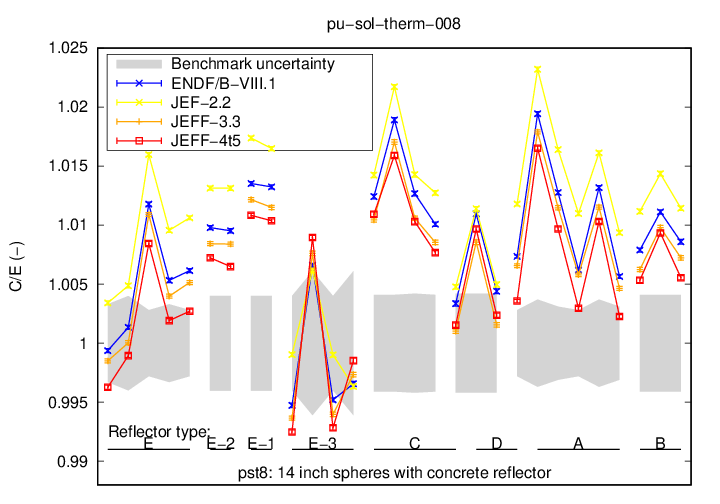 pu−sol−therm−008
1.025
1.02
1.015
1.01
1.005
1
0.995
0.99
C/E (−)
Benchmark uncertainty
ENDF/B−VIII.1
JEF−2.2
JEFF−3.3
JEFF−4t5
Reflector type:
E E−2 E−1 E−3 C D A B
pst8: 14 inch spheres with concrete reflector